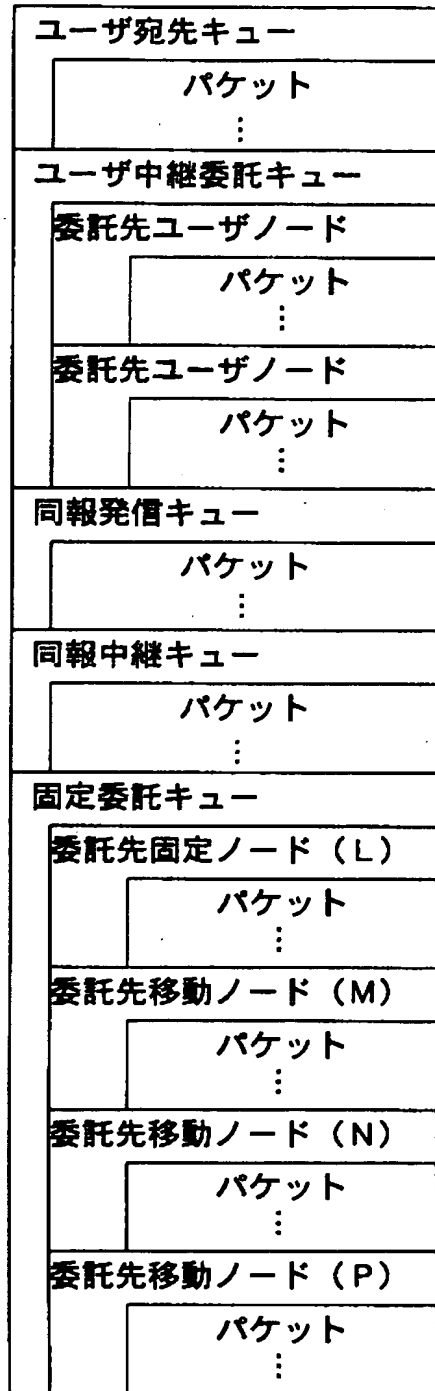 ユーザ宛先キュー
パケット
⋮
ユーザ中継委託キュー
委託先ユーザノード
パケット
⋮
委託先ユーザノード
パケット
⋮
同報発信キュー
パケット
⋮
同報中継キュー
パケット
⋮
固定委託キュー
委託先固定ノード（L）
パケット
⋮
委託先移動ノード（M）
パケット
⋮
委託先移動ノード（N）
パケット
⋮
委託先移動ノード（P）
パケット
⋮